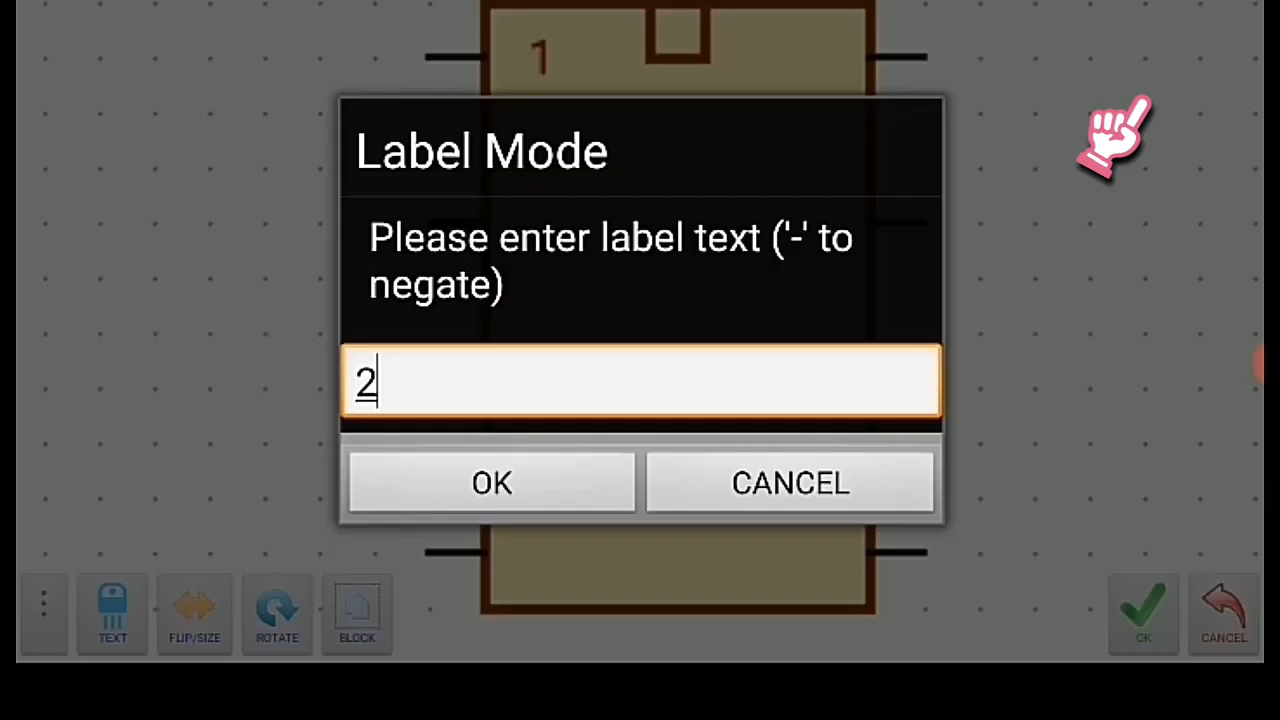 1
Label Mode
Please enter label text ('-' to
negate)
2
OK CANCEL
TEXT FLIP/SIZE ROTATE BLOCK OK CANCEL